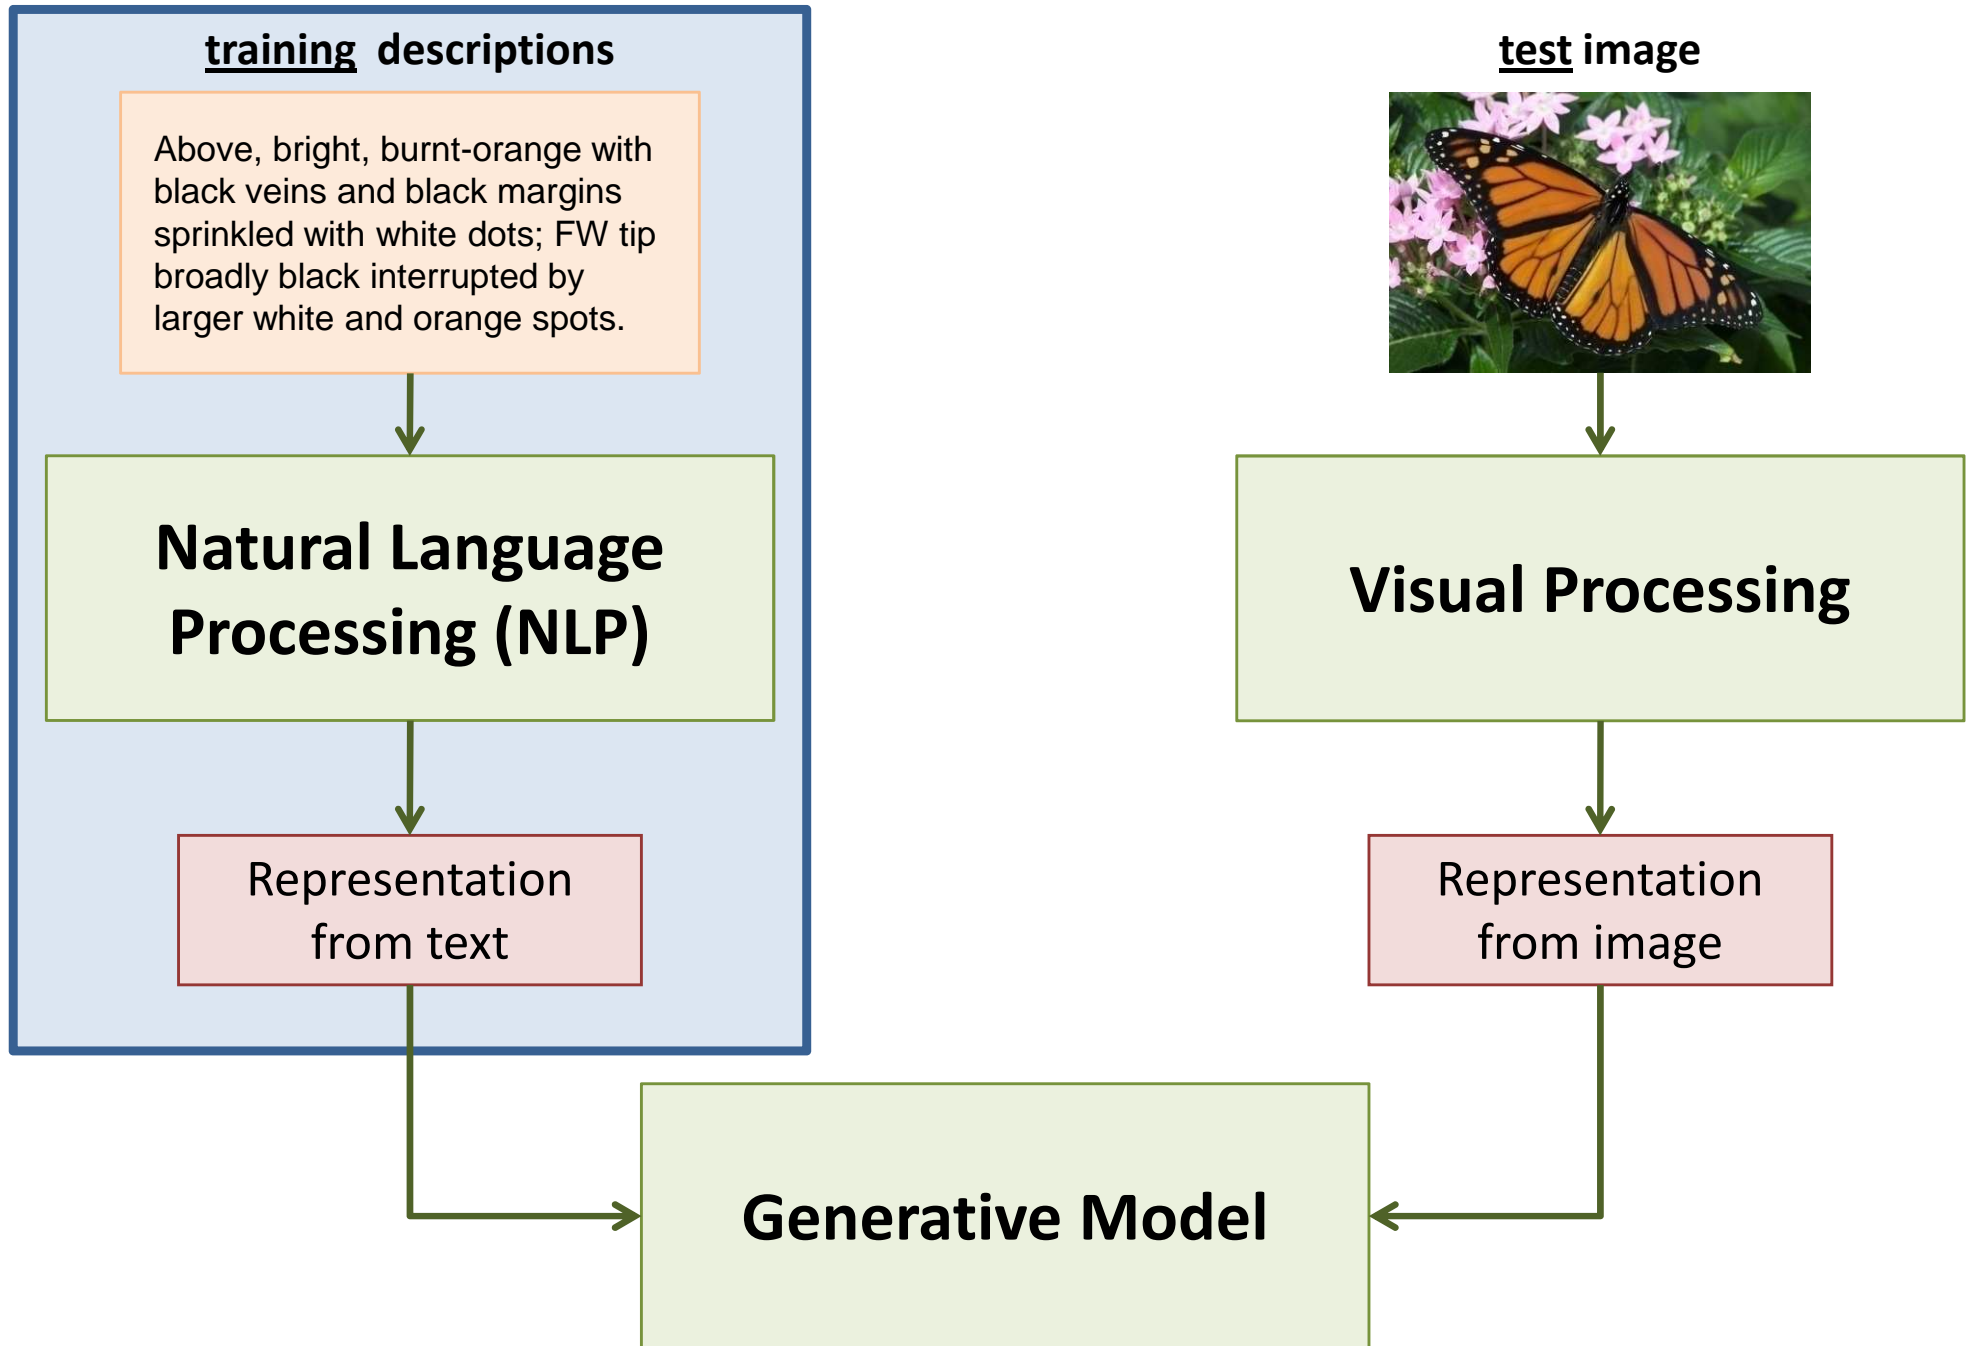 training descriptions
Above, bright, burnt-orange with
black veins and black margins
sprinkled with white dots; FW tip
broadly black interrupted by
larger white and orange spots.
Natural Language
Processing (NLP)
Representation
from text
test image
Visual Processing
Representation
from image
Generative Model